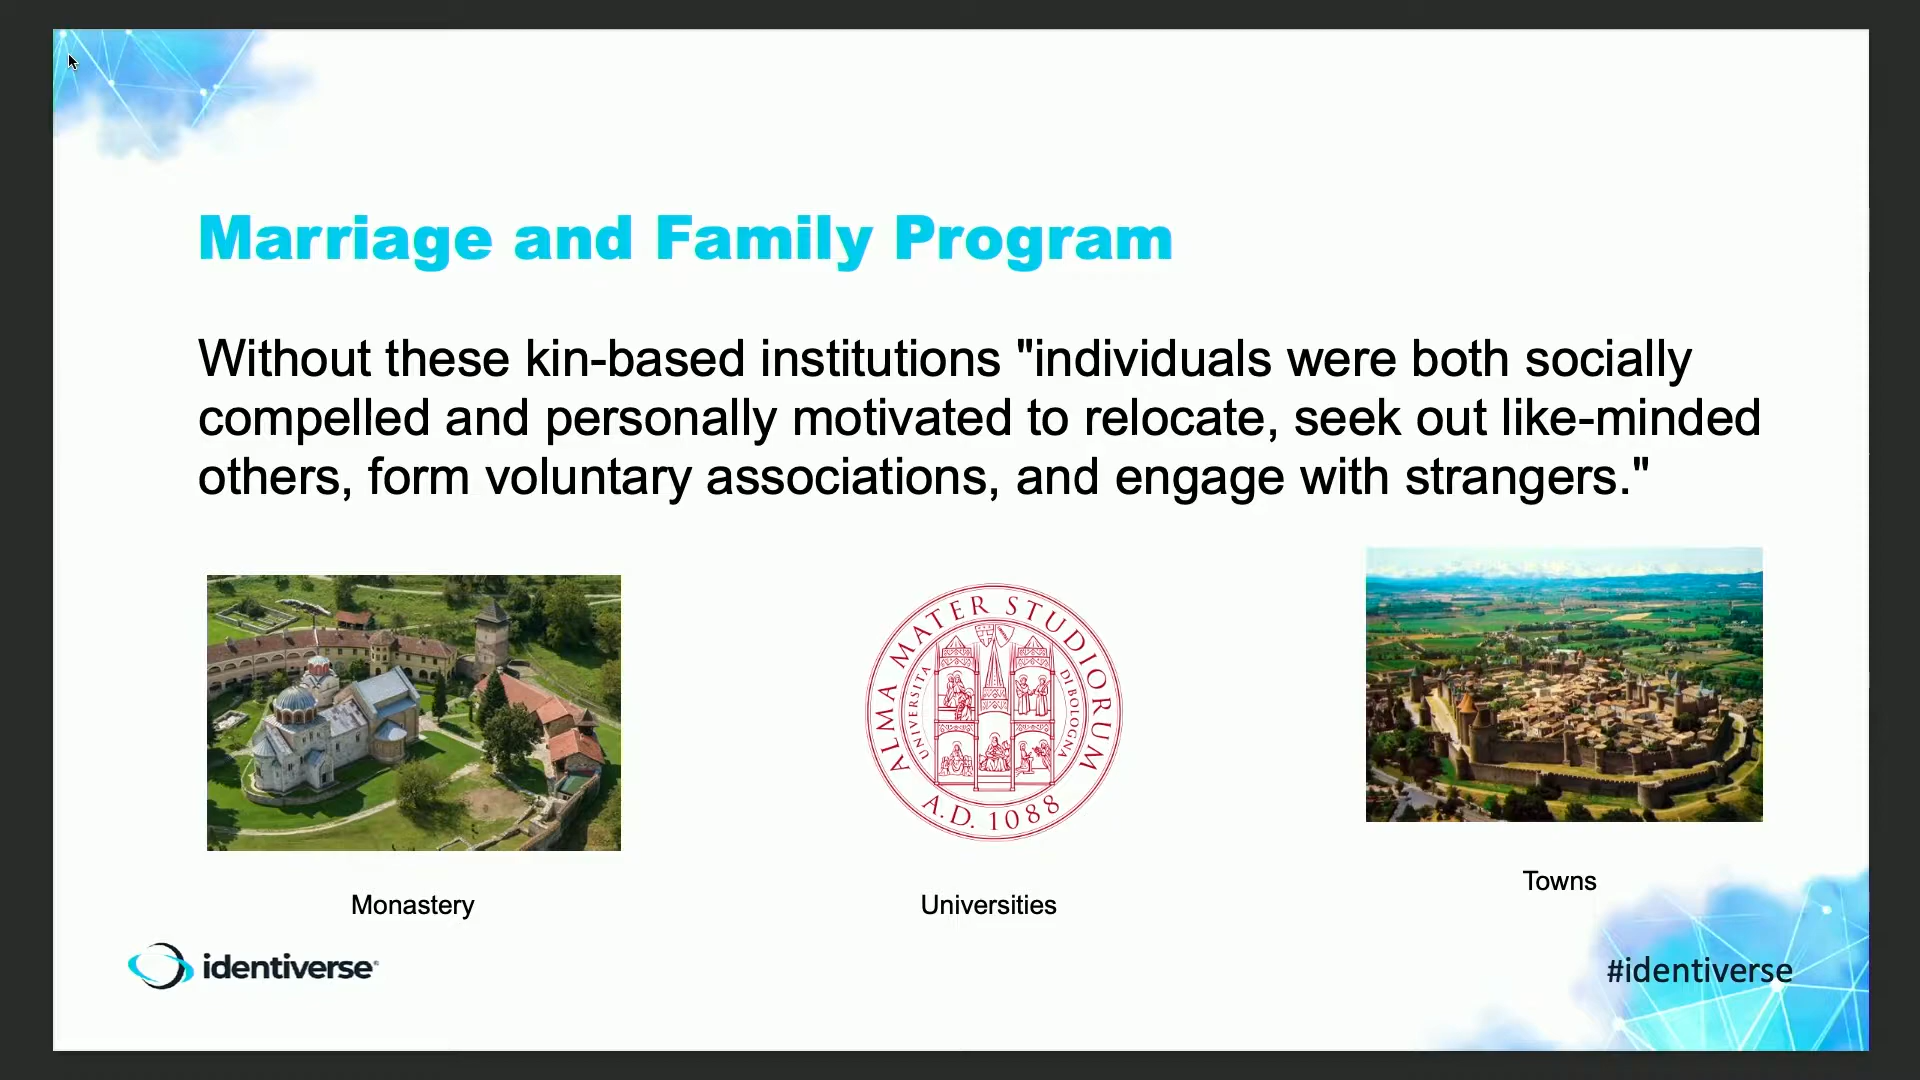 Marriage and Family Program
Without these kin-based institutions "individuals were both socially
compelled and personally motivated to relocate, seek out like-minded
others, form voluntary associations, and engage with strangers."
ALMA MATER STUDIORUM
UNIVERSITA DI BOLOGNA
A.D. 1088
Monastery
Universities
Towns
identiverse
#identiverse